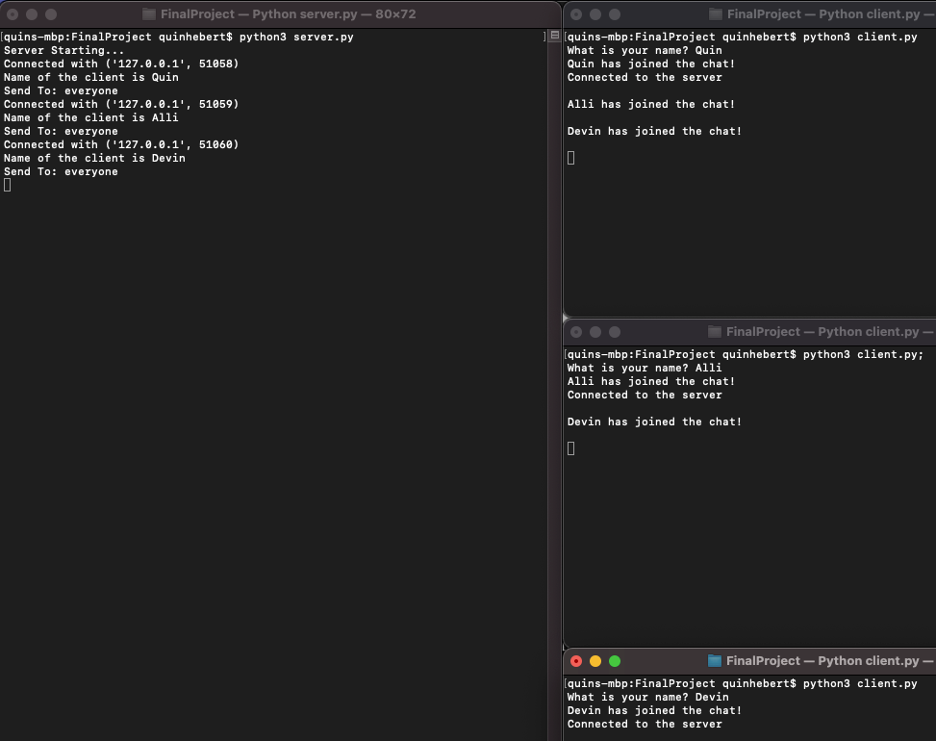 FinalProject — Python server.py — 80×72
quins-mbp:FinalProject quinhebert$ python3 server.py
Server Starting...
Connected with ('127.0.0.1', 51058)
Name of the client is Quin
Send To: everyone
Connected with ('127.0.0.1', 51059)
Name of the client is Alli
Send To: everyone
Connected with ('127.0.0.1', 51060)
Name of the client is Devin
Send To: everyone
FinalProject — Python client.py —
quins-mbp:FinalProject quinhebert$ python3 client.py
What is your name? Quin
Quin has joined the chat!
Connected to the server
Alli has joined the chat!
Devin has joined the chat!
FinalProject — Python client.py —
quins-mbp:FinalProject quinhebert$ python3 client.py;
What is your name? Alli
Alli has joined the chat!
Connected to the server
Devin has joined the chat!
FinalProject — Python client.py —
quins-mbp:FinalProject quinhebert$ python3 client.py
What is your name? Devin
Devin has joined the chat!
Connected to the server